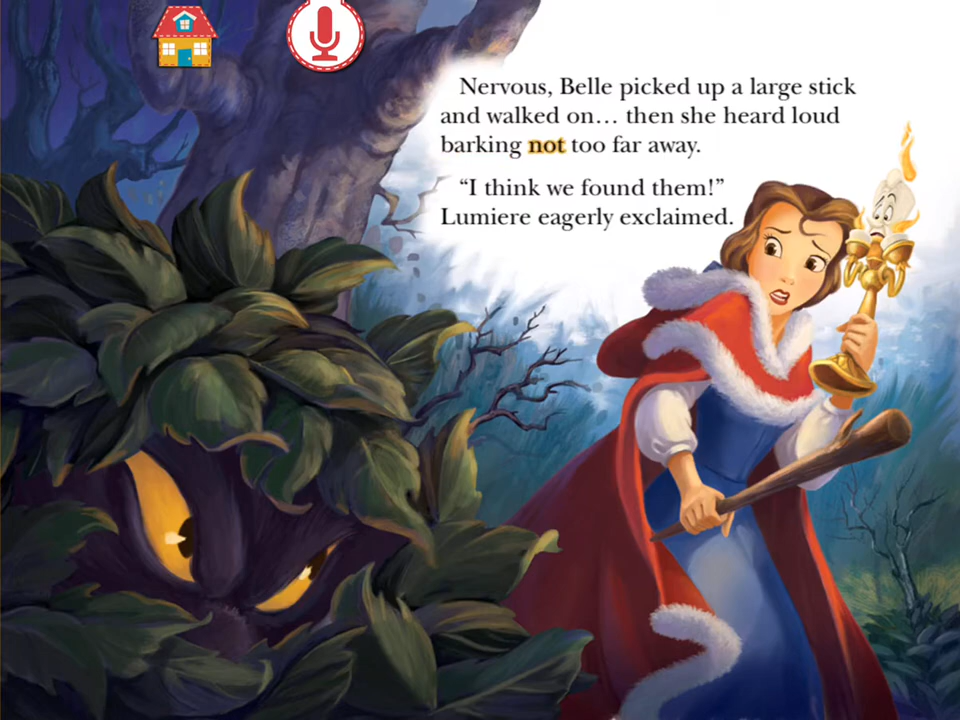 Nervous, Belle picked up a large stick
and walked on… then she heard loud
barking not too far away.
“I think we found them!”
Lumiere eagerly exclaimed.